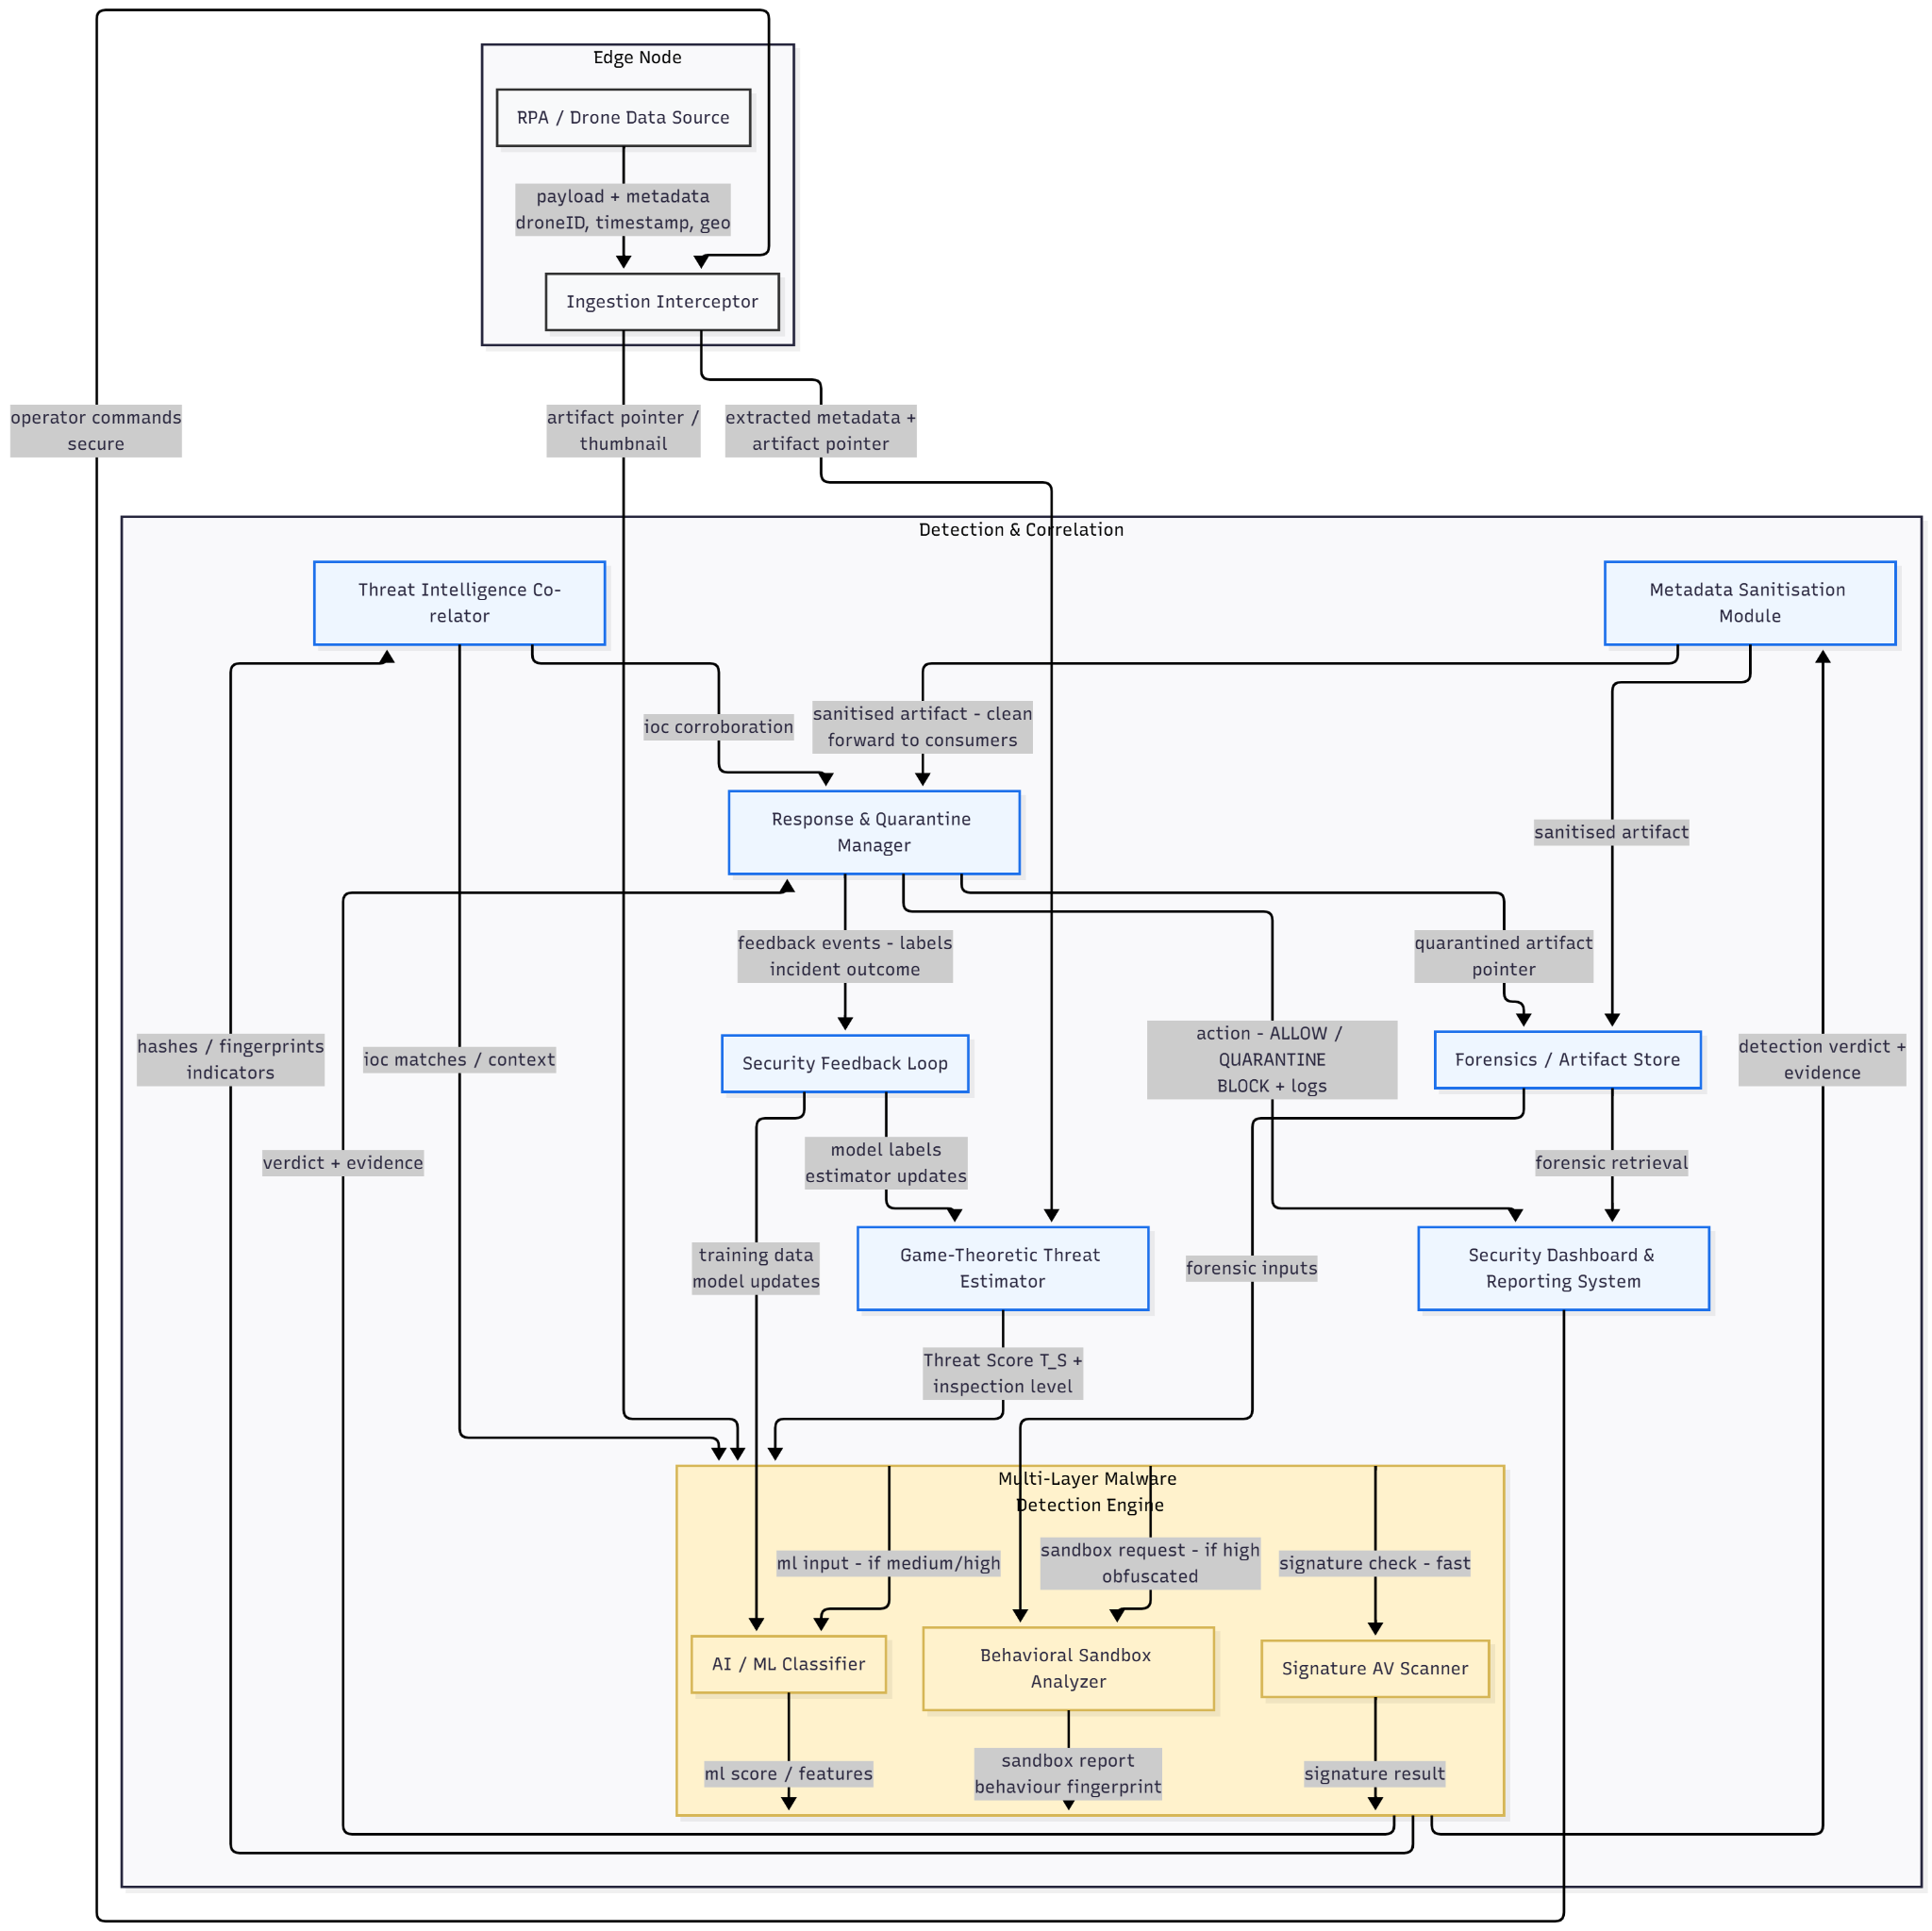 Edge Node
RPA / Drone Data Source
payload + metadata
droneID, timestamp, geo
Ingestion Interceptor
operator commands
secure
artifact pointer /
thumbnail
extracted metadata +
artifact pointer
Detection & Correlation
Threat Intelligence Co-
relator
Metadata Sanitisation
Module
ioc corroboration
sanitised artifact - clean
forward to consumers
Response & Quarantine
Manager
sanitised artifact
feedback events - labels
incident outcome
quarantined artifact
pointer
hashes / fingerprints
indicators
ioc matches / context
Security Feedback Loop
action - ALLOW /
QUARANTINE
BLOCK + logs
Forensics / Artifact Store
detection verdict +
evidence
verdict + evidence
model labels
estimator updates
forensic retrieval
training data
model updates
Game-Theoretic Threat
Estimator
forensic inputs
Security Dashboard &
Reporting System
Threat Score T_S +
inspection level
Multi-Layer Malware
Detection Engine
ml input - if medium/high
sandbox request - if high
obfuscated
signature check - fast
AI / ML Classifier
Behavioral Sandbox
Analyzer
Signature AV Scanner
ml score / features
sandbox report
behaviour fingerprint
signature result